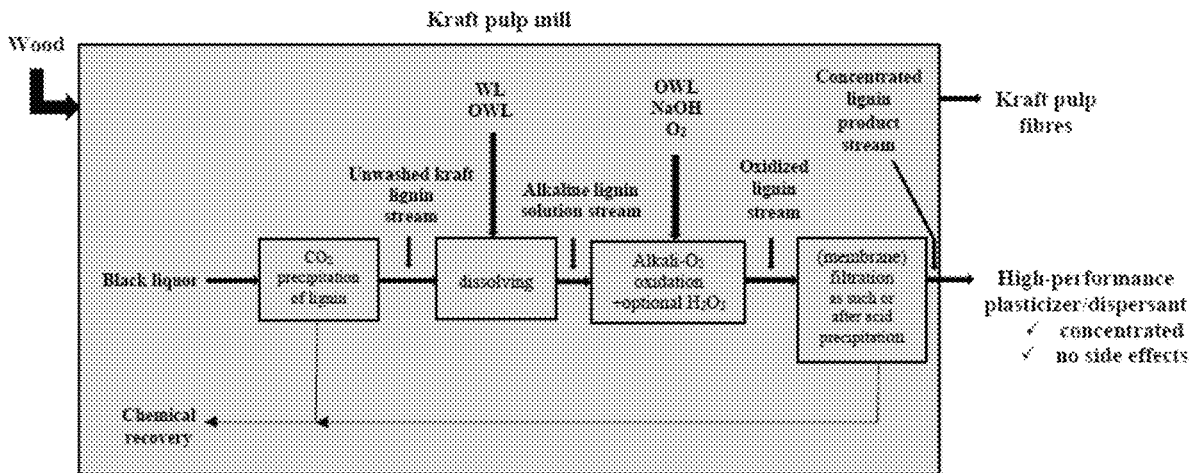 Kraft pulp mill
Wood
WL
OWL
OWL
NaOH
O₂
Concentrated
lignin
product
stream
Kraft pulp
fibres
Unwashed kraft
lignin
stream
Alkaline lignin
solution stream
Oxidized
lignin
stream
Black liquor
CO₂
precipitation
of lignin
dissolving
Alkali-O₂
oxidation
+optional H₂O₂
(membrane)
filtration
as such or
after acid
precipitation
High-performance
plasticizer/dispersant
✓ concentrated
✓ no side effects
Chemical
recovery